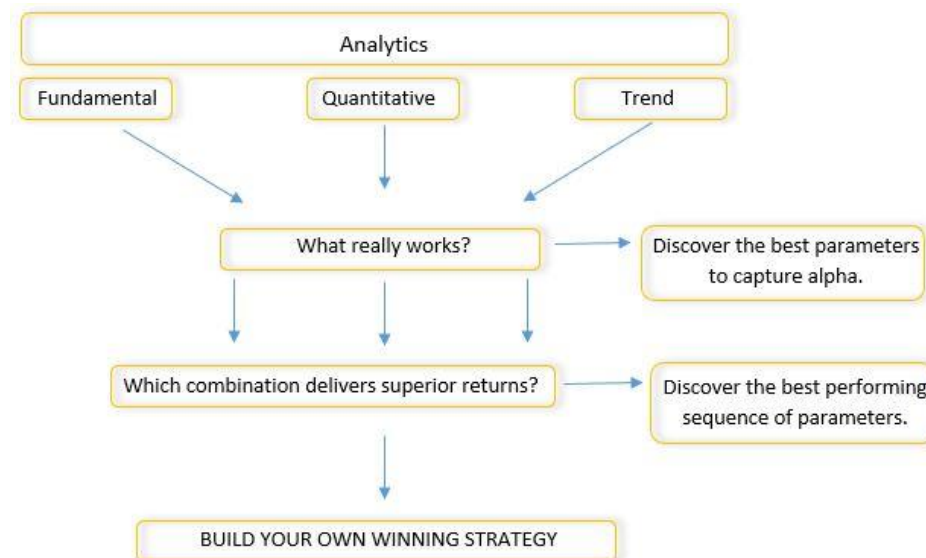 Analytics
Fundamental
Quantitative
Trend
What really works?
Discover the best parameters
to capture alpha.
Which combination delivers superior returns?
Discover the best performing
sequence of parameters.
BUILD YOUR OWN WINNING STRATEGY